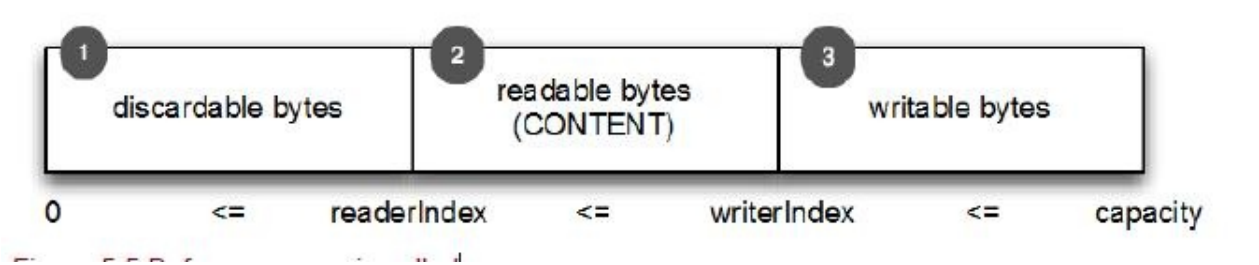 1
2
3
discardable bytes
readable bytes
(CONTENT)
writable bytes
0 <= readerIndex <= writerIndex <= capacity